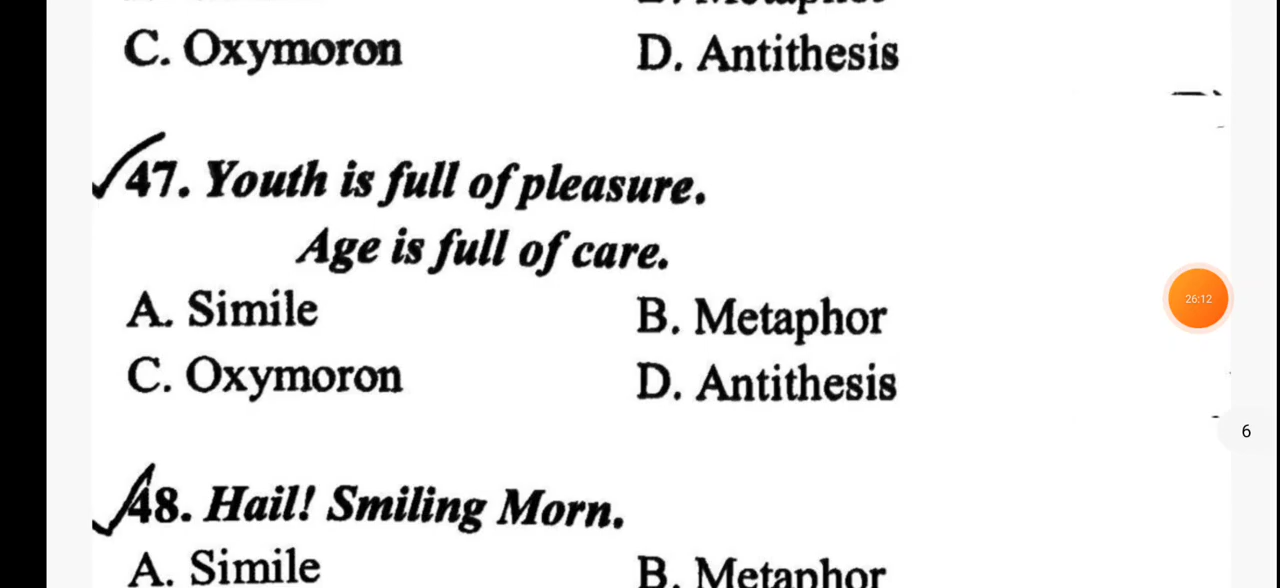 C. Oxymoron D. Antithesis
47. Youth is full of pleasure.
Age is full of care.
A. Simile B. Metaphor
C. Oxymoron D. Antithesis
26:12
6
48. Hail! Smiling Morn.
A. Simile B. Metaphor